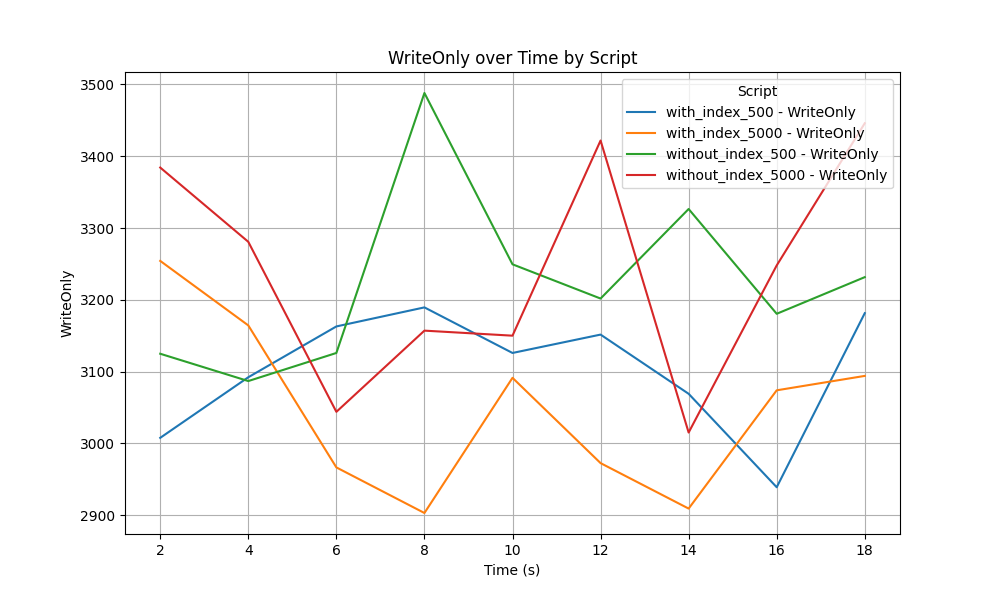 WriteOnly over Time by Script
Script
with_index_500 - WriteOnly
with_index_5000 - WriteOnly
without_index_500 - WriteOnly
without_index_5000 - WriteOnly
WriteOnly
3500
3400
3300
3200
3100
3000
2900
2 4 6 8 10 12 14 16 18
Time (s)